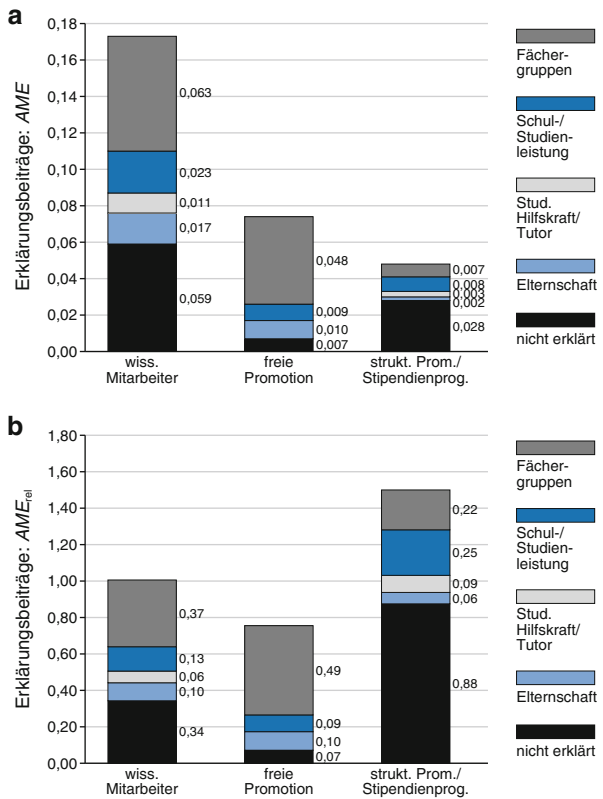 a
Erklärungsbeiträge: AME
0,18
0,16
0,14
0,12
0,10
0,08
0,06
0,04
0,02
0,00
0,063
0,023
0,011
0,017
0,059
0,048
0,009
0,010
0,007
0,007
0,008
0,003
0,002
0,028
wiss.
Mitarbeiter
freie
Promotion
strukt. Prom./
Stipendienprog.
Fächer-
gruppen
Schul-/
Studien-
leistung
Stud.
Hilfskraft/
Tutor
Elternschaft
nicht erklärt
b
Erklärungsbeiträge: AMErel
1,80
1,60
1,40
1,20
1,00
0,80
0,60
0,40
0,20
0,00
0,37
0,13
0,06
0,10
0,34
0,49
0,09
0,10
0,07
0,22
0,25
0,09
0,06
0,88
wiss.
Mitarbeiter
freie
Promotion
strukt. Prom./
Stipendienprog.
Fächer-
gruppen
Schul-/
Studien-
leistung
Stud.
Hilfskraft/
Tutor
Elternschaft
nicht erklärt